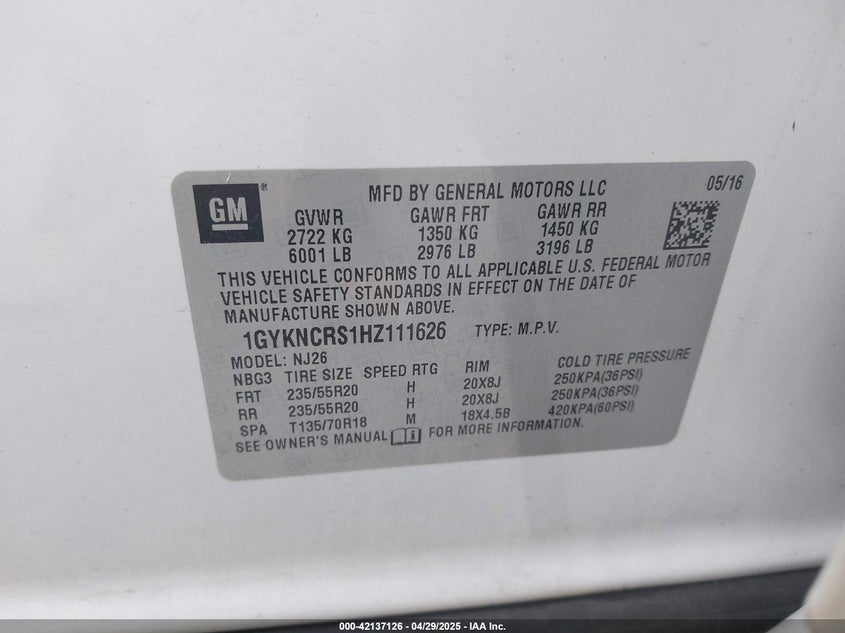 GM ®
MFD BY GENERAL MOTORS LLC 05/16
GVWR GAWR FRT GAWR RR
2722 KG 1350 KG 1450 KG
6001 LB 2976 LB 3196 LB
THIS VEHICLE CONFORMS TO ALL APPLICABLE U.S. FEDERAL MOTOR
VEHICLE SAFETY STANDARDS IN EFFECT ON THE DATE OF
MANUFACTURE SHOWN ABOVE.
1GYKNCRS1HZ111626 TYPE: M.P.V.
MODEL: NJ26
NBG3 TIRE SIZE SPEED RTG RIM COLD TIRE PRESSURE
FRT 235/55R20 H 20X8J 250KPA(36PSI)
RR 235/55R20 H 20X8J 250KPA(36PSI)
SPA T135/70R18 M 18X4.5B 420KPA(60PSI)
SEE OWNER'S MANUAL FOR MORE INFORMATION.
000-42137126 - 04/29/2025 - IAA Inc.